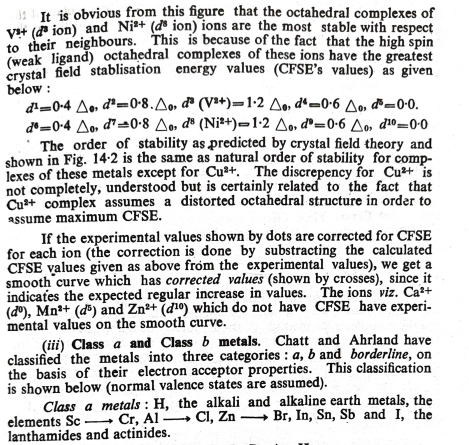 It is obvious from this figure that the octahedral complexes of
V²⁺ (d³ ion) and Ni²⁺ (d⁸ ion) ions are the most stable with respect
to their neighbours. This is because of the fact that the high spin
(weak ligand) octahedral complexes of these ions have the greatest
crystal field stablisation energy values (CFSE's values) as given
below :
d¹=0·4 △₀, d²=0·8.△₀, d³ (V²⁺)=1·2 △₀, d⁴=0·6 △₀, d⁵=0·0.
d⁶=0·4 △₀, d⁷=0·8 △₀, d⁸ (Ni²⁺)=1·2 △₀, d⁹=0·6 △₀, d¹⁰=0·0
The order of stability as predicted by crystal field theory and
shown in Fig. 14·2 is the same as natural order of stability for comp-
lexes of these metals except for Cu²⁺. The discrepency for Cu²⁺ is
not completely, understood but is certainly related to the fact that
Cu²⁺ complex assumes a distorted octahedral structure in order to
assume maximum CFSE.
If the experimental values shown by dots are corrected for CFSE
for each ion (the correction is done by substracting the calculated
CFSE values given as above from the experimental values), we get a
smooth curve which has corrected values (shown by crosses), since it
indicates the expected regular increase in values. The ions viz. Ca²⁺
(d⁰), Mn²⁺ (d⁵) and Zn²⁺ (d¹⁰) which do not have CFSE have experi-
mental values on the smooth curve.
(iii) Class a and Class b metals. Chatt and Ahrland have
classified the metals into three categories : a, b and borderline, on
the basis of their electron acceptor properties. This classification
is shown below (normal valence states are assumed).
Class a metals : H, the alkali and alkaline earth metals, the
elements Sc ⟶ Cr, Al ⟶ Cl, Zn ⟶ Br, In, Sn, Sb and I, the
lanthamides and actinides.